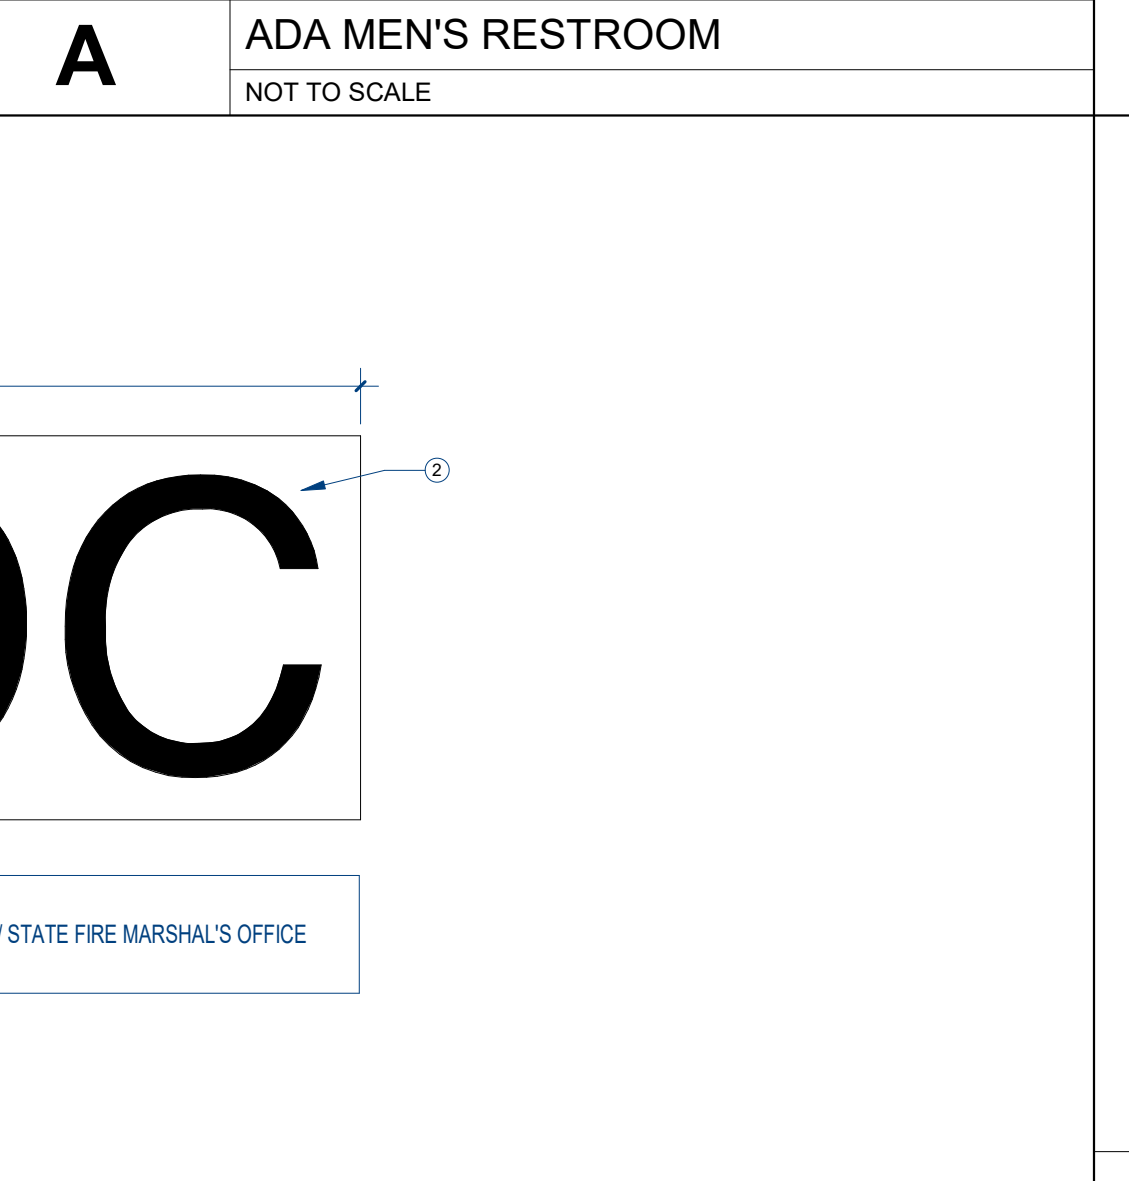 A
ADA MEN'S RESTROOM
NOT TO SCALE
2
C
STATE FIRE MARSHAL'S OFFICE